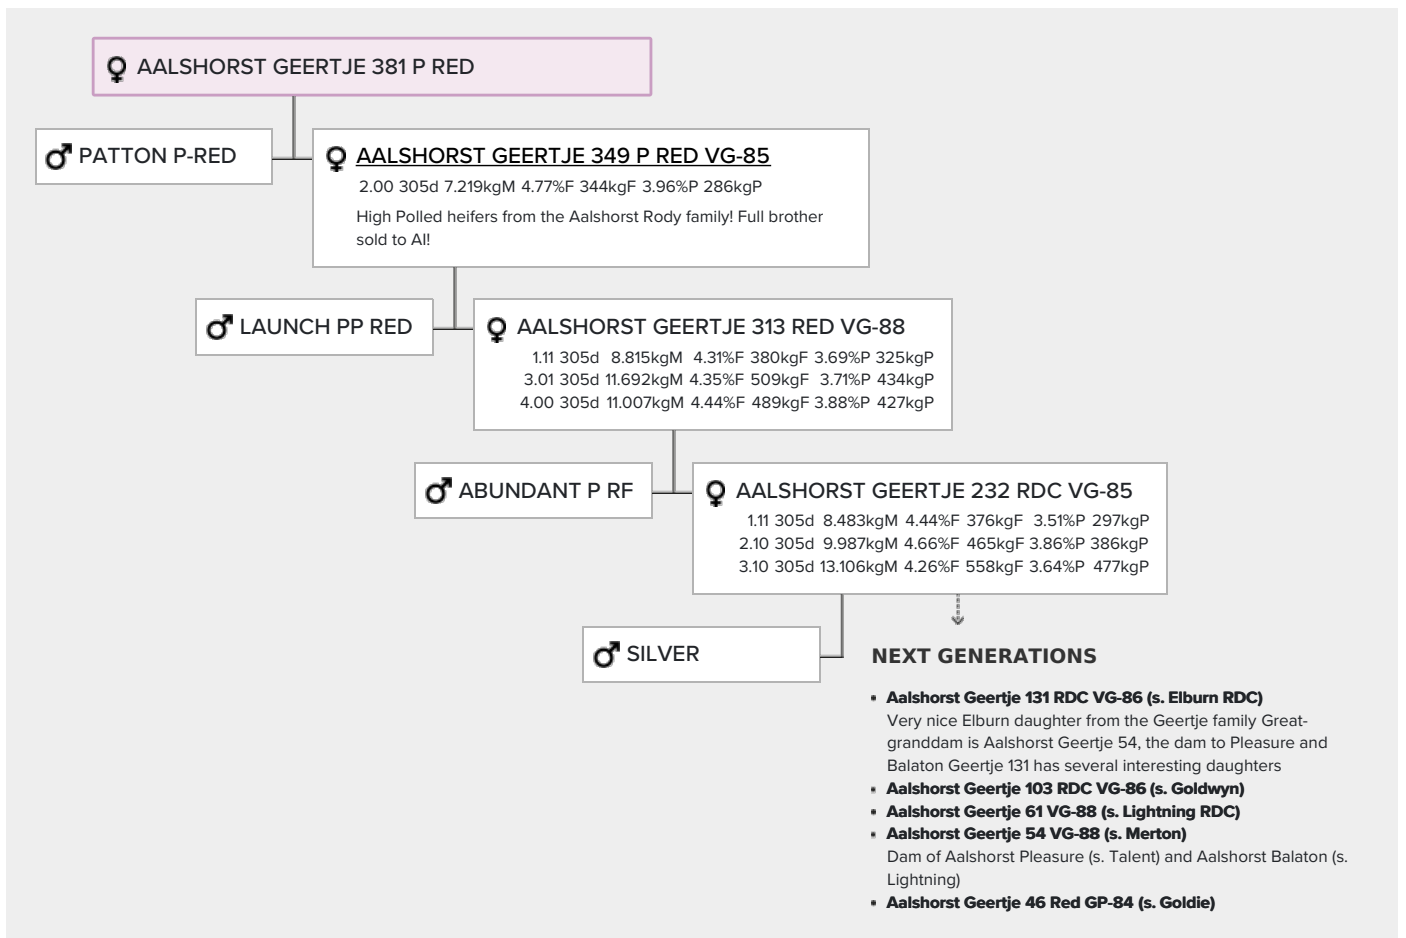 AALSHORST GEERTJE 381 P RED
PATTON P-RED
AALSHORST GEERTJE 349 P RED VG-85
2.00 305d 7.219kgM 4.77%F 344kgF 3.96%P 286kgP
High Polled heifers from the Aalshorst Rody family! Full brother
sold to AI!
LAUNCH PP RED
AALSHORST GEERTJE 313 RED VG-88
1.11 305d 8.815kgM 4.31%F 380kgF 3.69%P 325kgP
3.01 305d 11.692kgM 4.35%F 509kgF 3.71%P 434kgP
4.00 305d 11.007kgM 4.44%F 489kgF 3.88%P 427kgP
ABUNDANT P RF
AALSHORST GEERTJE 232 RDC VG-85
1.11 305d 8.483kgM 4.44%F 376kgF 3.51%P 297kgP
2.10 305d 9.987kgM 4.66%F 465kgF 3.86%P 386kgP
3.10 305d 13.106kgM 4.26%F 558kgF 3.64%P 477kgP
SILVER
NEXT GENERATIONS
Aalshorst Geertje 131 RDC VG-86 (s. Elburn RDC)
Very nice Elburn daughter from the Geertje family Great-
granddam is Aalshorst Geertje 54, the dam to Pleasure and
Balaton Geertje 131 has several interesting daughters
Aalshorst Geertje 103 RDC VG-86 (s. Goldwyn)
Aalshorst Geertje 61 VG-88 (s. Lightning RDC)
Aalshorst Geertje 54 VG-88 (s. Merton)
Dam of Aalshorst Pleasure (s. Talent) and Aalshorst Balaton (s.
Lightning)
Aalshorst Geertje 46 Red GP-84 (s. Goldie)